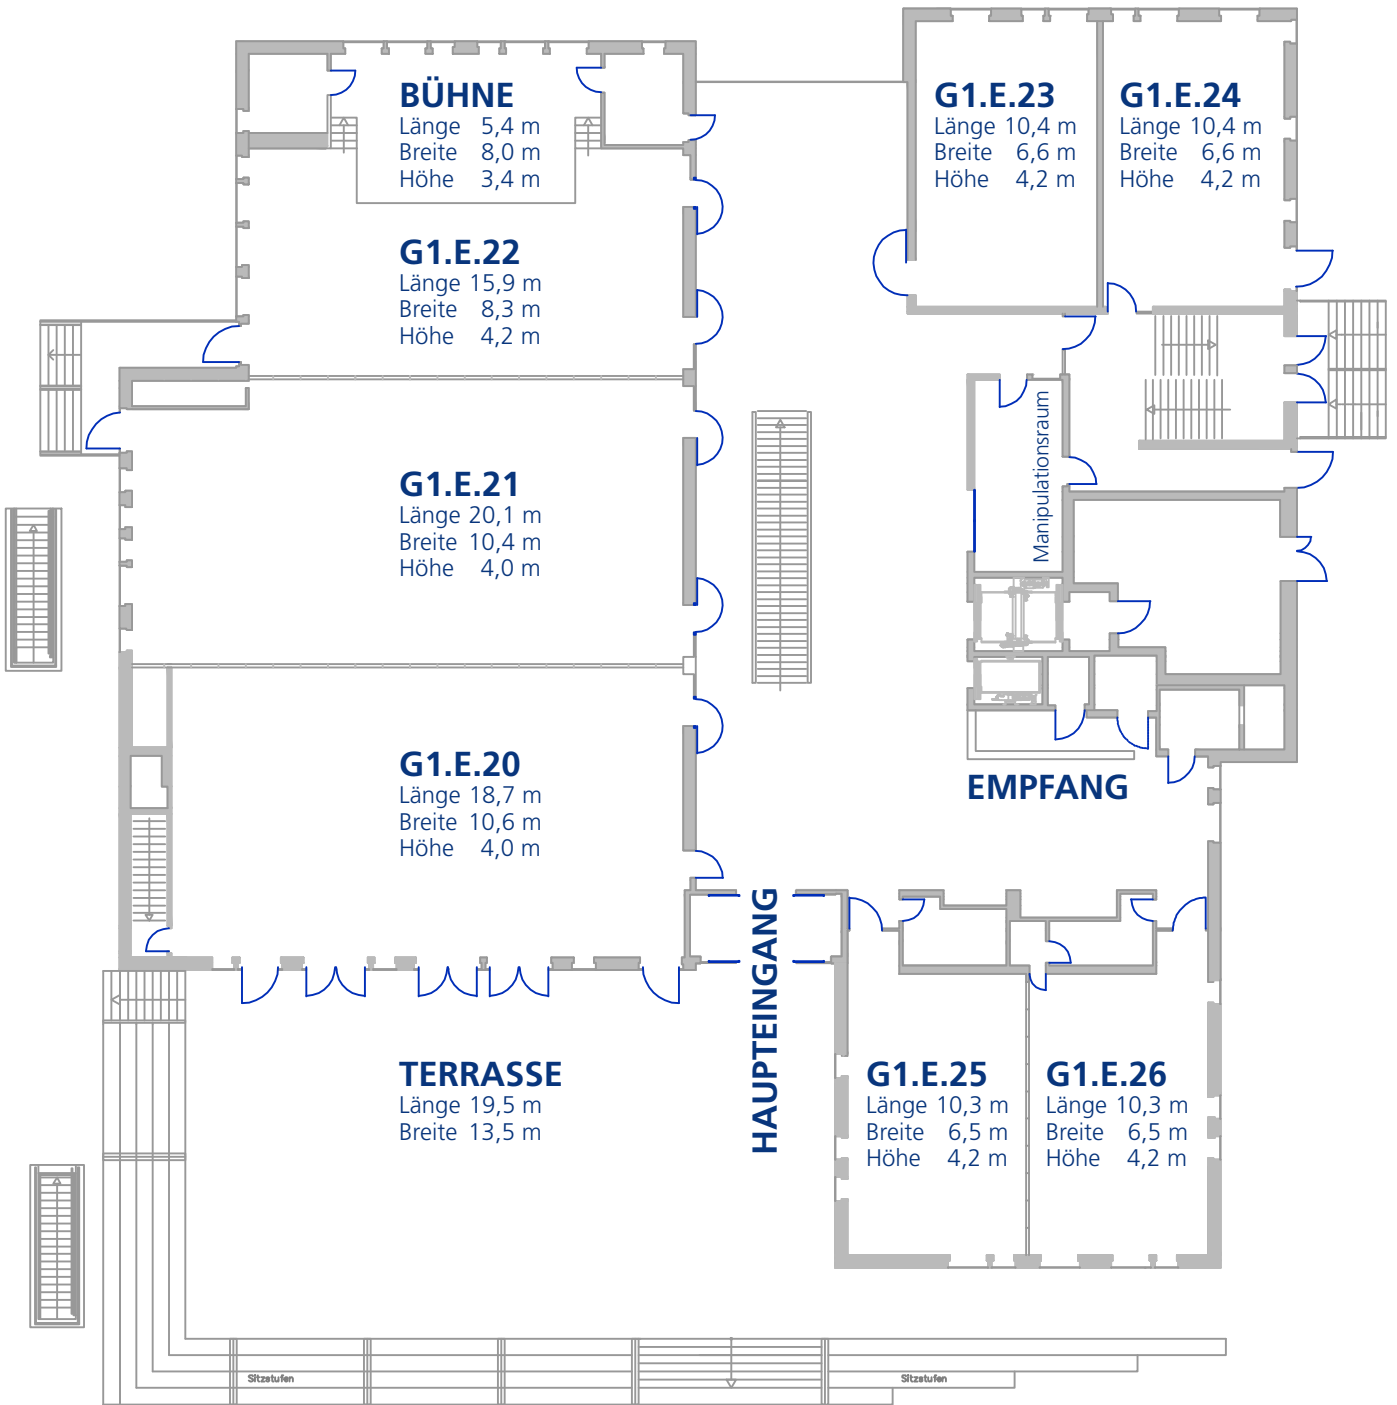 BÜHNE
Länge 5,4 m
Breite 8,0 m
Höhe 3,4 m
G1.E.23
Länge 10,4 m
Breite 6,6 m
Höhe 4,2 m
G1.E.24
Länge 10,4 m
Breite 6,6 m
Höhe 4,2 m
G1.E.22
Länge 15,9 m
Breite 8,3 m
Höhe 4,2 m
Manipulationsraum
G1.E.21
Länge 20,1 m
Breite 10,4 m
Höhe 4,0 m
G1.E.20
Länge 18,7 m
Breite 10,6 m
Höhe 4,0 m
EMPFANG
HAUPTEINGANG
TERRASSE
Länge 19,5 m
Breite 13,5 m
G1.E.25
Länge 10,3 m
Breite 6,5 m
Höhe 4,2 m
G1.E.26
Länge 10,3 m
Breite 6,5 m
Höhe 4,2 m
Sitzstufen
Sitzstufen